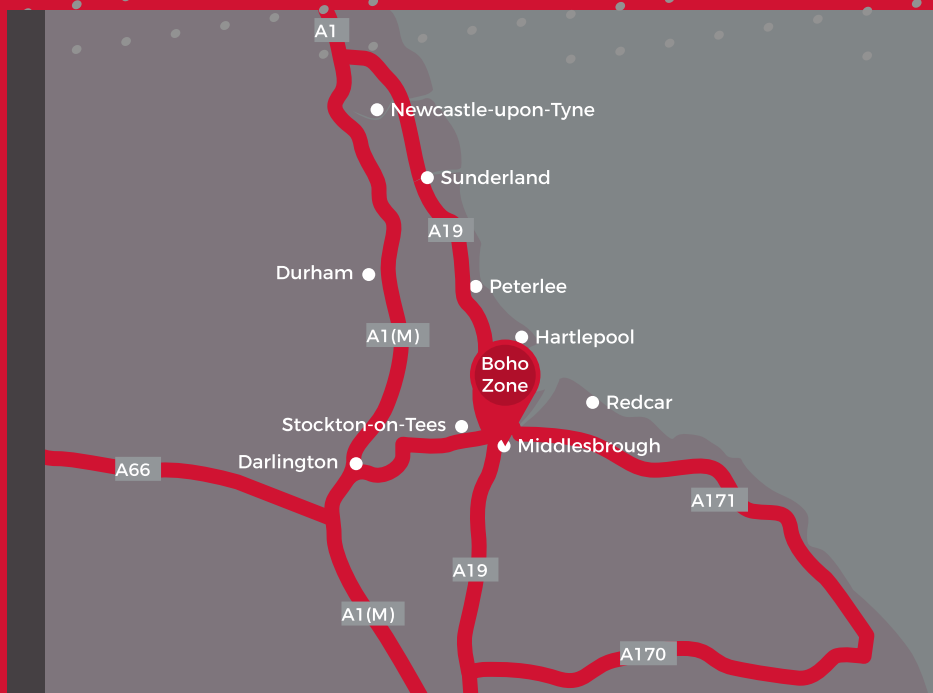 A1
Newcastle-upon-Tyne
Sunderland
A19
Durham
Peterlee
A1(M)
Hartlepool
Boho
Zone
Redcar
Stockton-on-Tees
Middlesbrough
Darlington
A66
A171
A19
A1(M)
A170